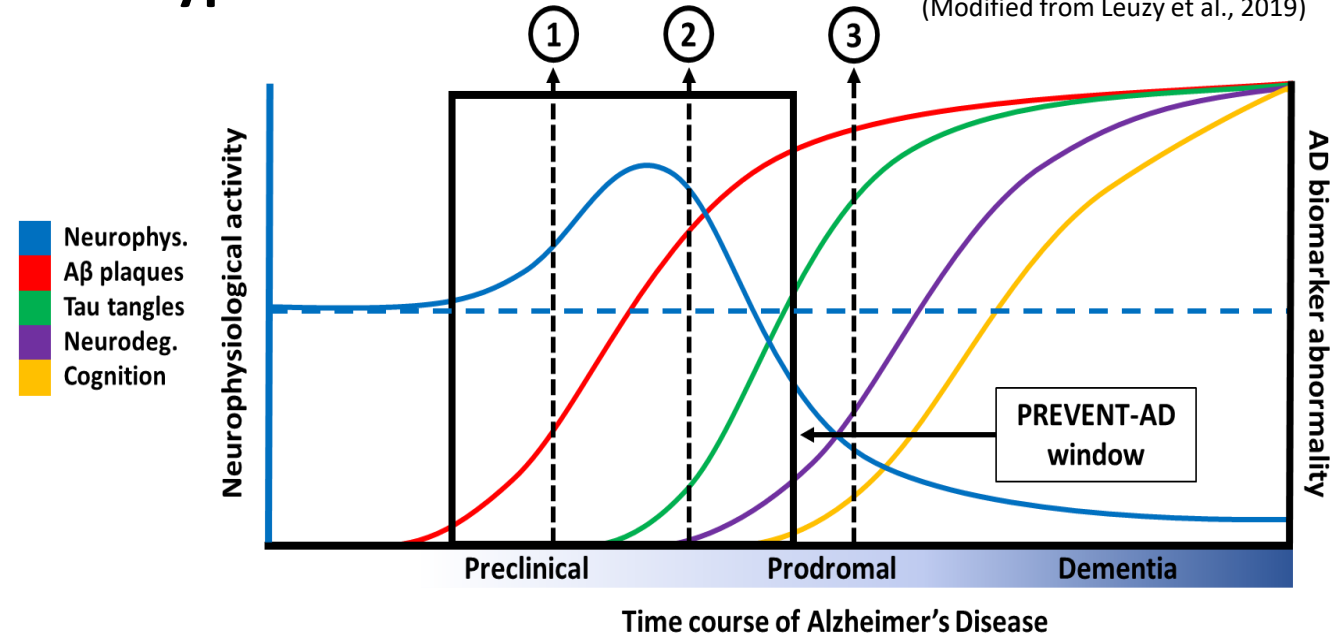 (Modified from Leuzy et al., 2019)
1
2
3
Neurophysiological activity
AD biomarker abnormality
Neurophys.
Aβ plaques
Tau tangles
Neurodeg.
Cognition
PREVENT-AD
window
Preclinical
Prodromal
Dementia
Time course of Alzheimer’s Disease